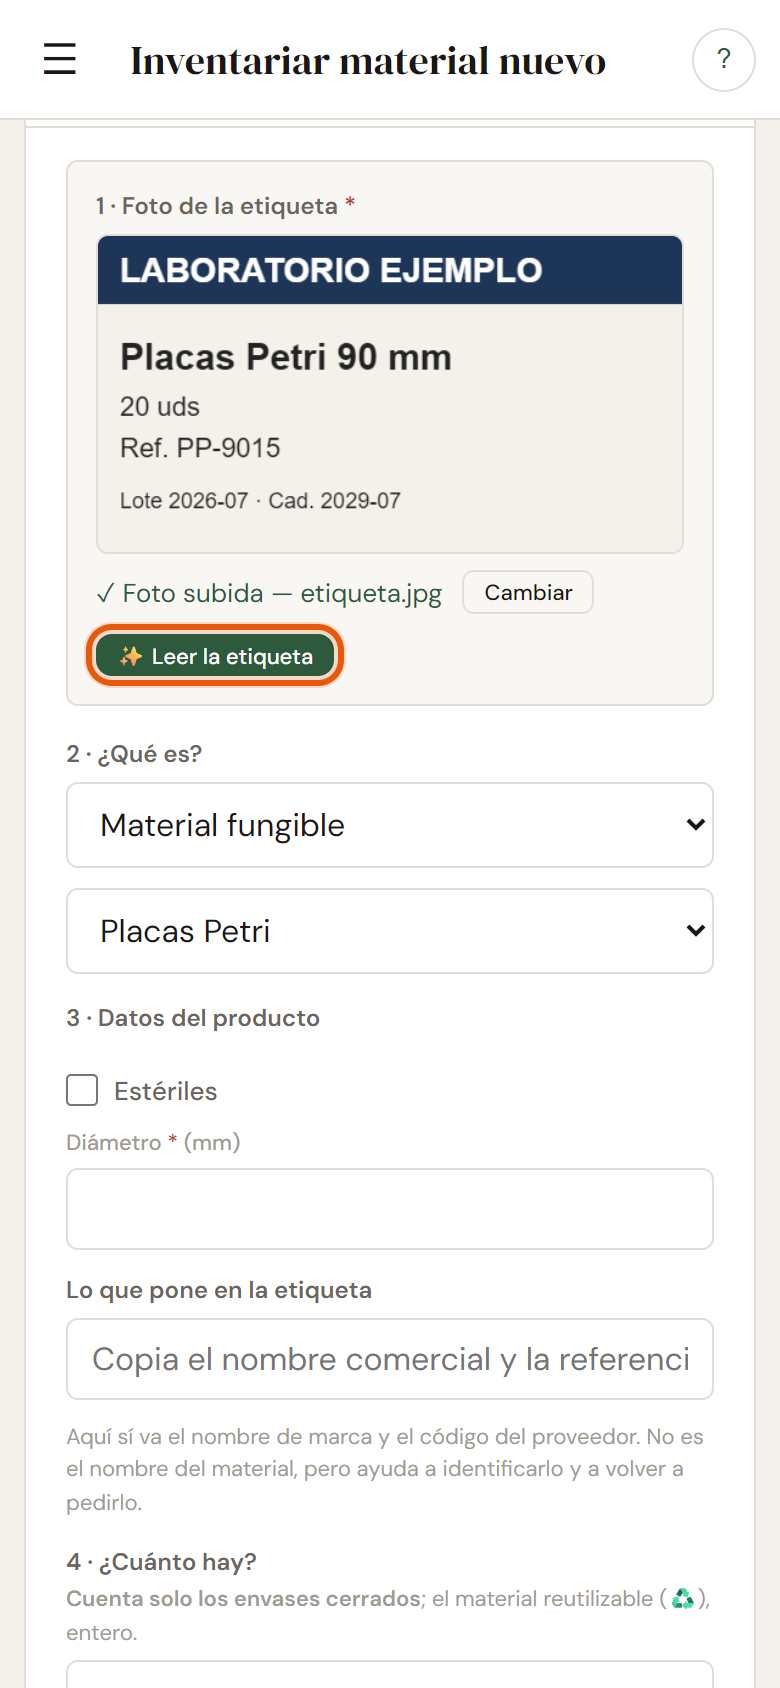 Inventariar material nuevo
?
1 · Foto de la etiqueta *
LABORATORIO EJEMPLO
Placas Petri 90 mm
20 uds
Ref. PP-9015
Lote 2026-07 · Cad. 2029-07
✓ Foto subida — etiqueta.jpg
Cambiar
✨ Leer la etiqueta
2 · ¿Qué es?
Material fungible
Placas Petri
3 · Datos del producto
Estériles
Diámetro * (mm)
Lo que pone en la etiqueta
Copia el nombre comercial y la referenci
Aquí sí va el nombre de marca y el código del proveedor. No es
el nombre del material, pero ayuda a identificarlo y a volver a
pedirlo.
4 · ¿Cuánto hay?
Cuenta solo los envases cerrados; el material reutilizable (♻),
entero.